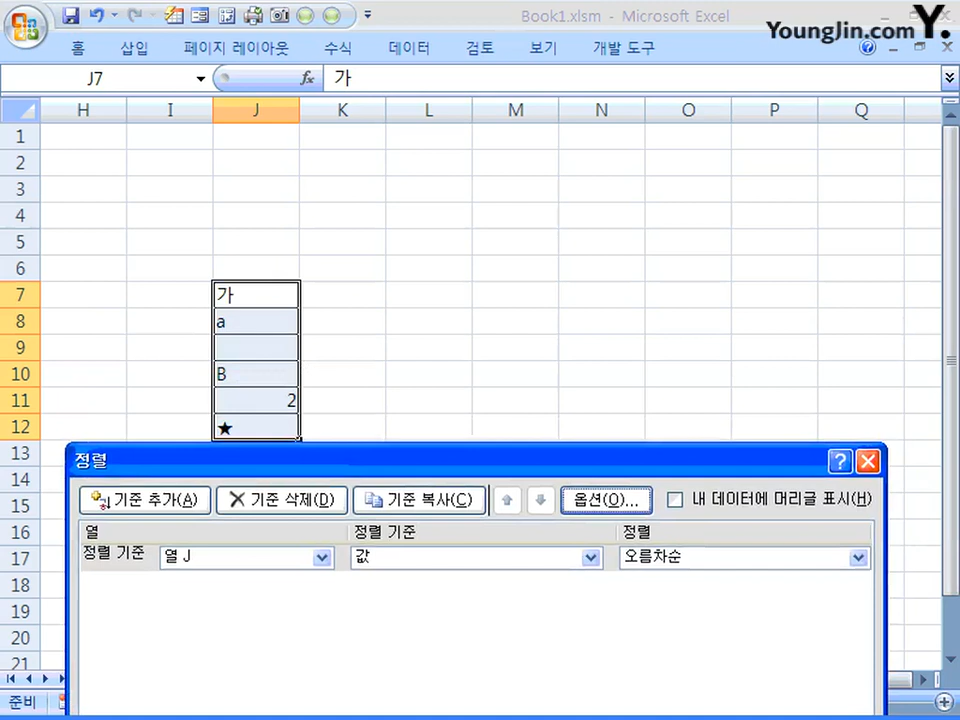 Book1.xlsm - Microsoft Excel
YoungJin.com Y.
홈 삽입 페이지 레이아웃 수식 데이터 검토 보기 개발 도구
J7 fx 가
H I J K L M N O P Q
1
2
3
4
5
6
7 가
8 a
9
10 B
11 2
12 ★
13
14
15
16
17
18
19
20
21
정렬
기준 추가(A) 기준 삭제(D) 기준 복사(C) 옵션(O)... 내 데이터에 머리글 표시(H)
열 정렬 기준 정렬
정렬 기준 열 J 값 오름차순
준비